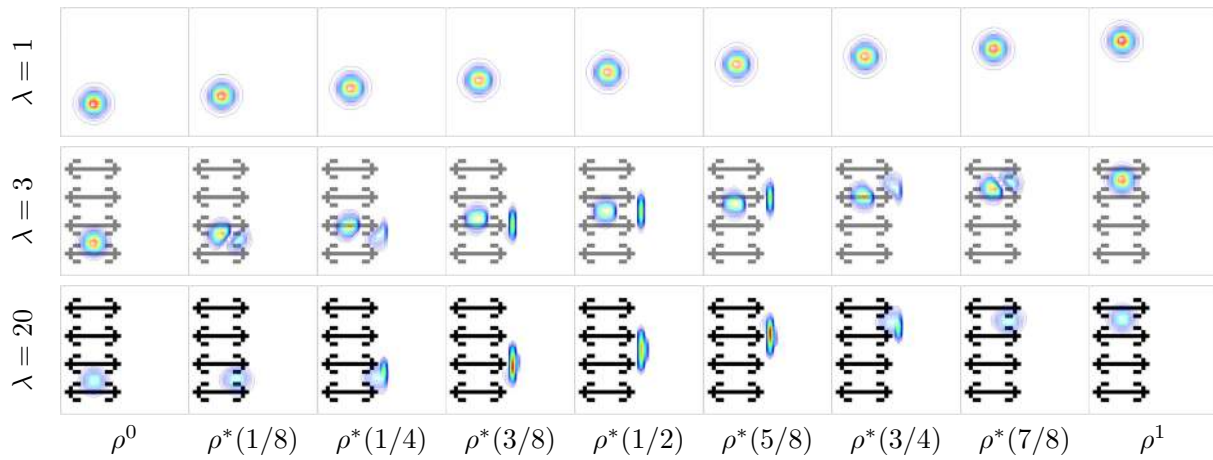 λ = 1
λ = 3
λ = 20
ρ⁰ ρ*(1/8) ρ*(1/4) ρ*(3/8) ρ*(1/2) ρ*(5/8) ρ*(3/4) ρ*(7/8) ρ¹